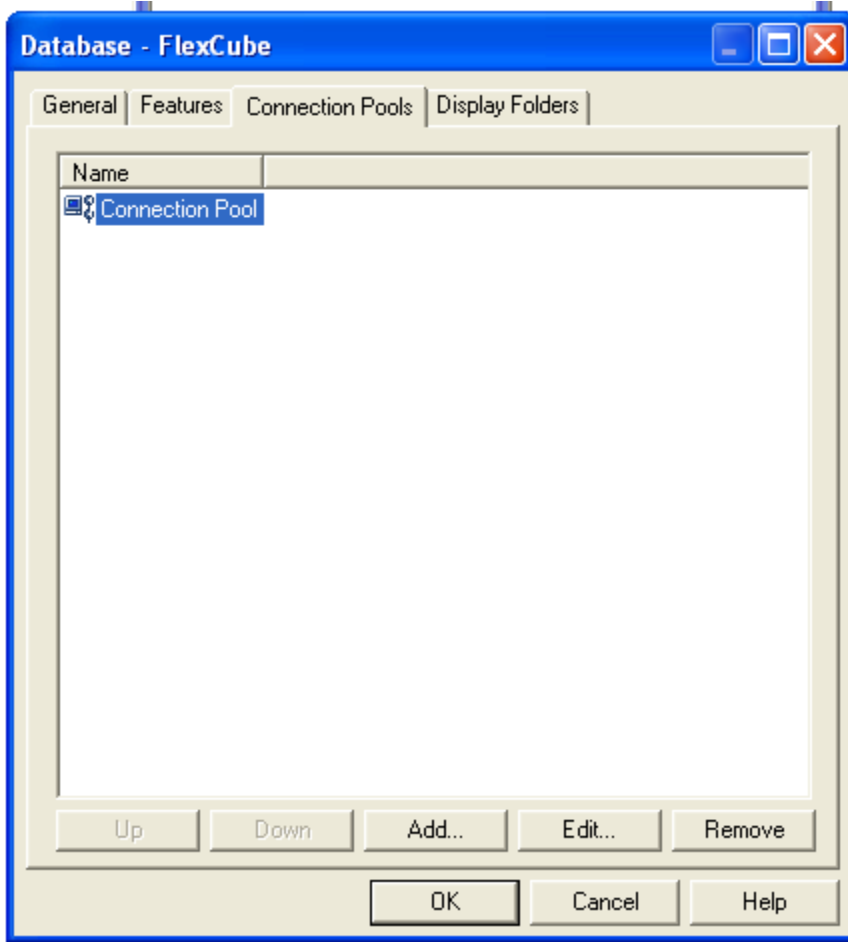 Database - FlexCube
General Features Connection Pools Display Folders
Name
Connection Pool
Up Down Add... Edit... Remove
OK Cancel Help